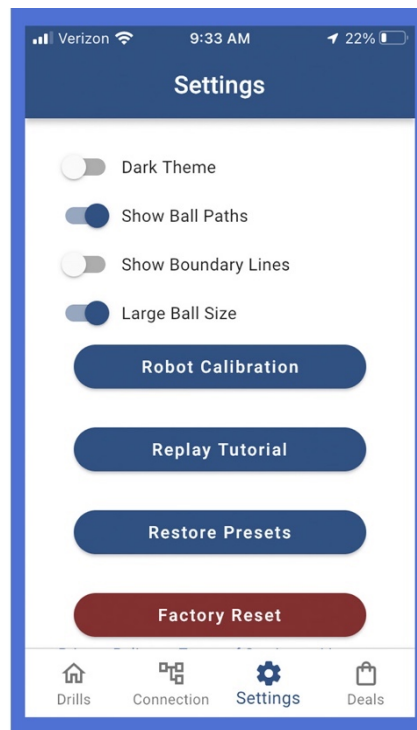 Verizon 9:33 AM 22%
Settings
Dark Theme
Show Ball Paths
Show Boundary Lines
Large Ball Size
Robot Calibration
Replay Tutorial
Restore Presets
Factory Reset
Drills Connection Settings Deals